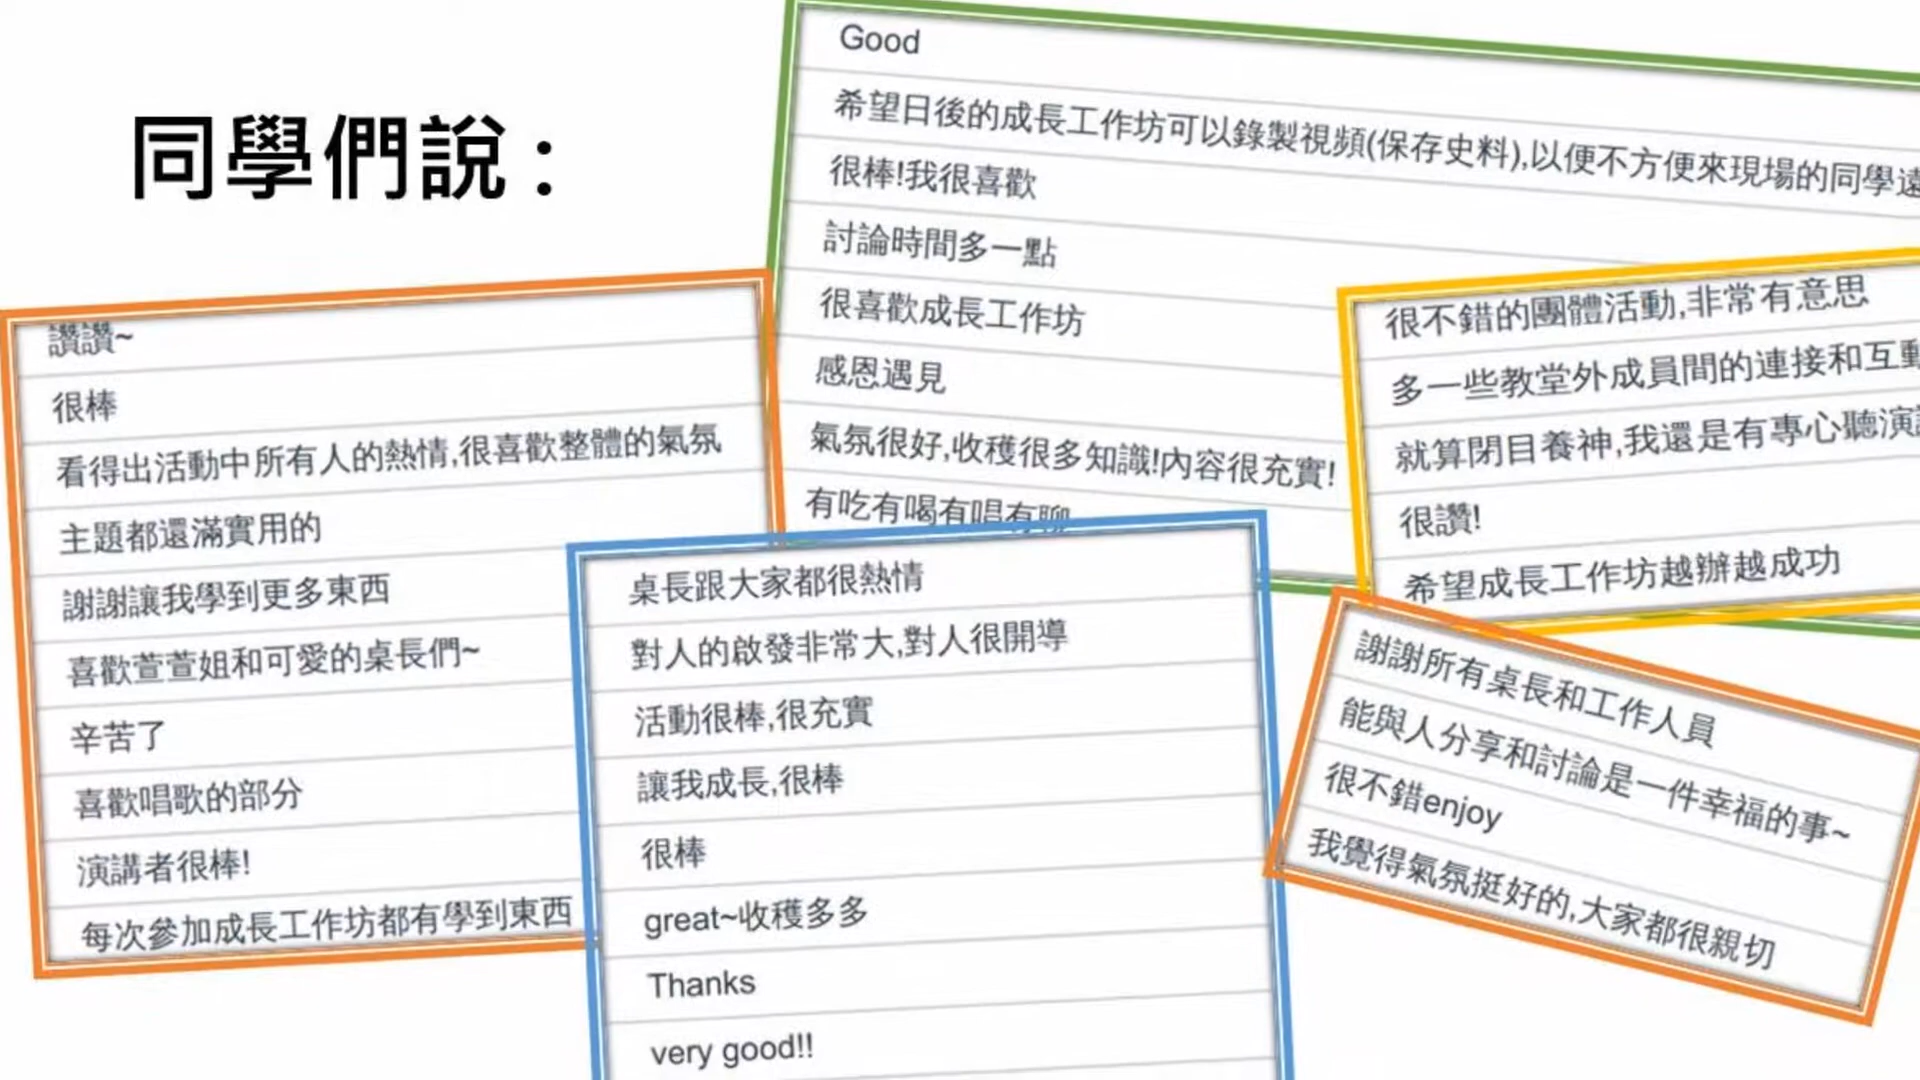 同學們說：
Good
希望日後的成長工作坊可以錄製視頻(保存史料),以便不方便來現場的同學遠
很棒!我很喜歡
討論時間多一點
很喜歡成長工作坊
感恩遇見
氣氛很好,收穫很多知識!內容很充實!
有吃有喝有唱有聊
讚讚~
很棒
看得出活動中所有人的熱情,很喜歡整體的氣氛
主題都還滿實用的
謝謝讓我學到更多東西
喜歡萱萱姐和可愛的桌長們~
辛苦了
喜歡唱歌的部分
演講者很棒!
每次參加成長工作坊都有學到東西
很不錯的團體活動,非常有意思
多一些教堂外成員間的連接和互動
就算閉目養神,我還是有專心聽演講
很讚!
希望成長工作坊越辦越成功
桌長跟大家都很熱情
對人的啟發非常大,對人很開導
活動很棒,很充實
讓我成長,很棒
很棒
great~收穫多多
Thanks
very good!!
謝謝所有桌長和工作人員
能與人分享和討論是一件幸福的事~
很不錯enjoy
我覺得氣氛挺好的,大家都很親切